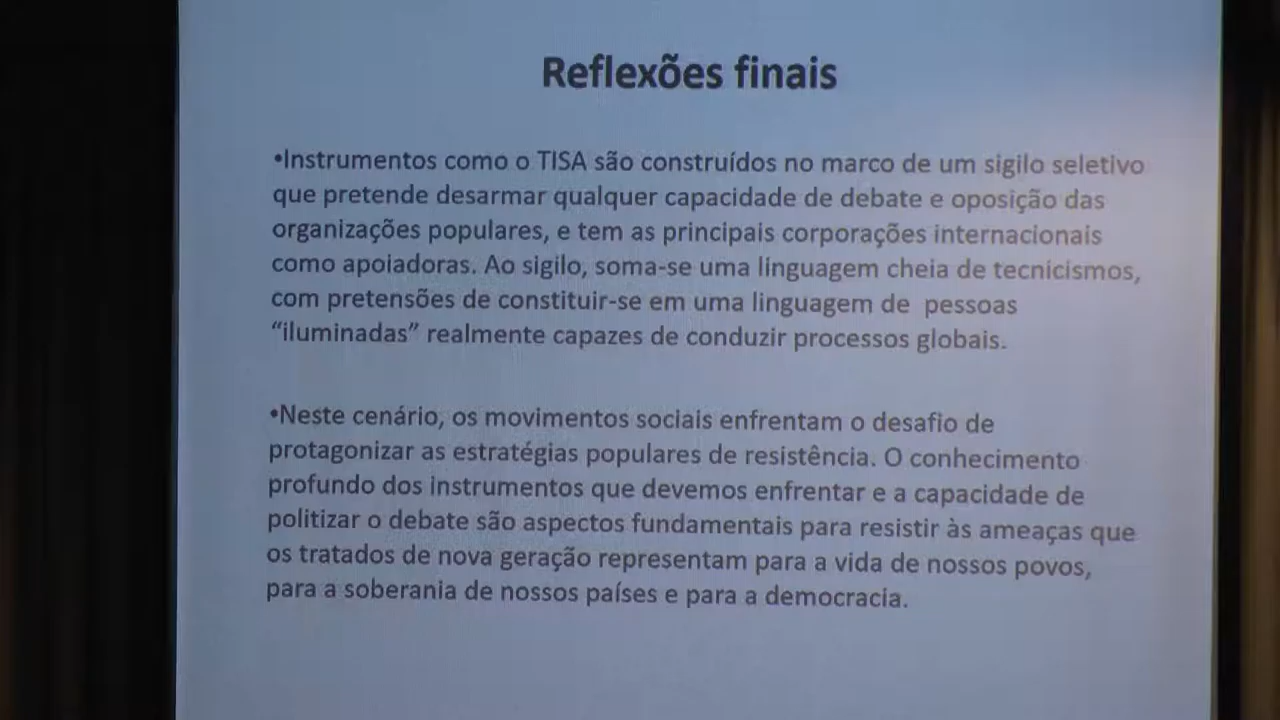 Reflexões finais
•Instrumentos como o TISA são construídos no marco de um sigilo seletivo
que pretende desarmar qualquer capacidade de debate e oposição das
organizações populares, e tem as principais corporações internacionais
como apoiadoras. Ao sigilo, soma-se uma linguagem cheia de tecnicismos,
com pretensões de constituir-se em uma linguagem de pessoas
“iluminadas” realmente capazes de conduzir processos globais.
•Neste cenário, os movimentos sociais enfrentam o desafio de
protagonizar as estratégias populares de resistência. O conhecimento
profundo dos instrumentos que devemos enfrentar e a capacidade de
politizar o debate são aspectos fundamentais para resistir às ameaças que
os tratados de nova geração representam para a vida de nossos povos,
para a soberania de nossos países e para a democracia.